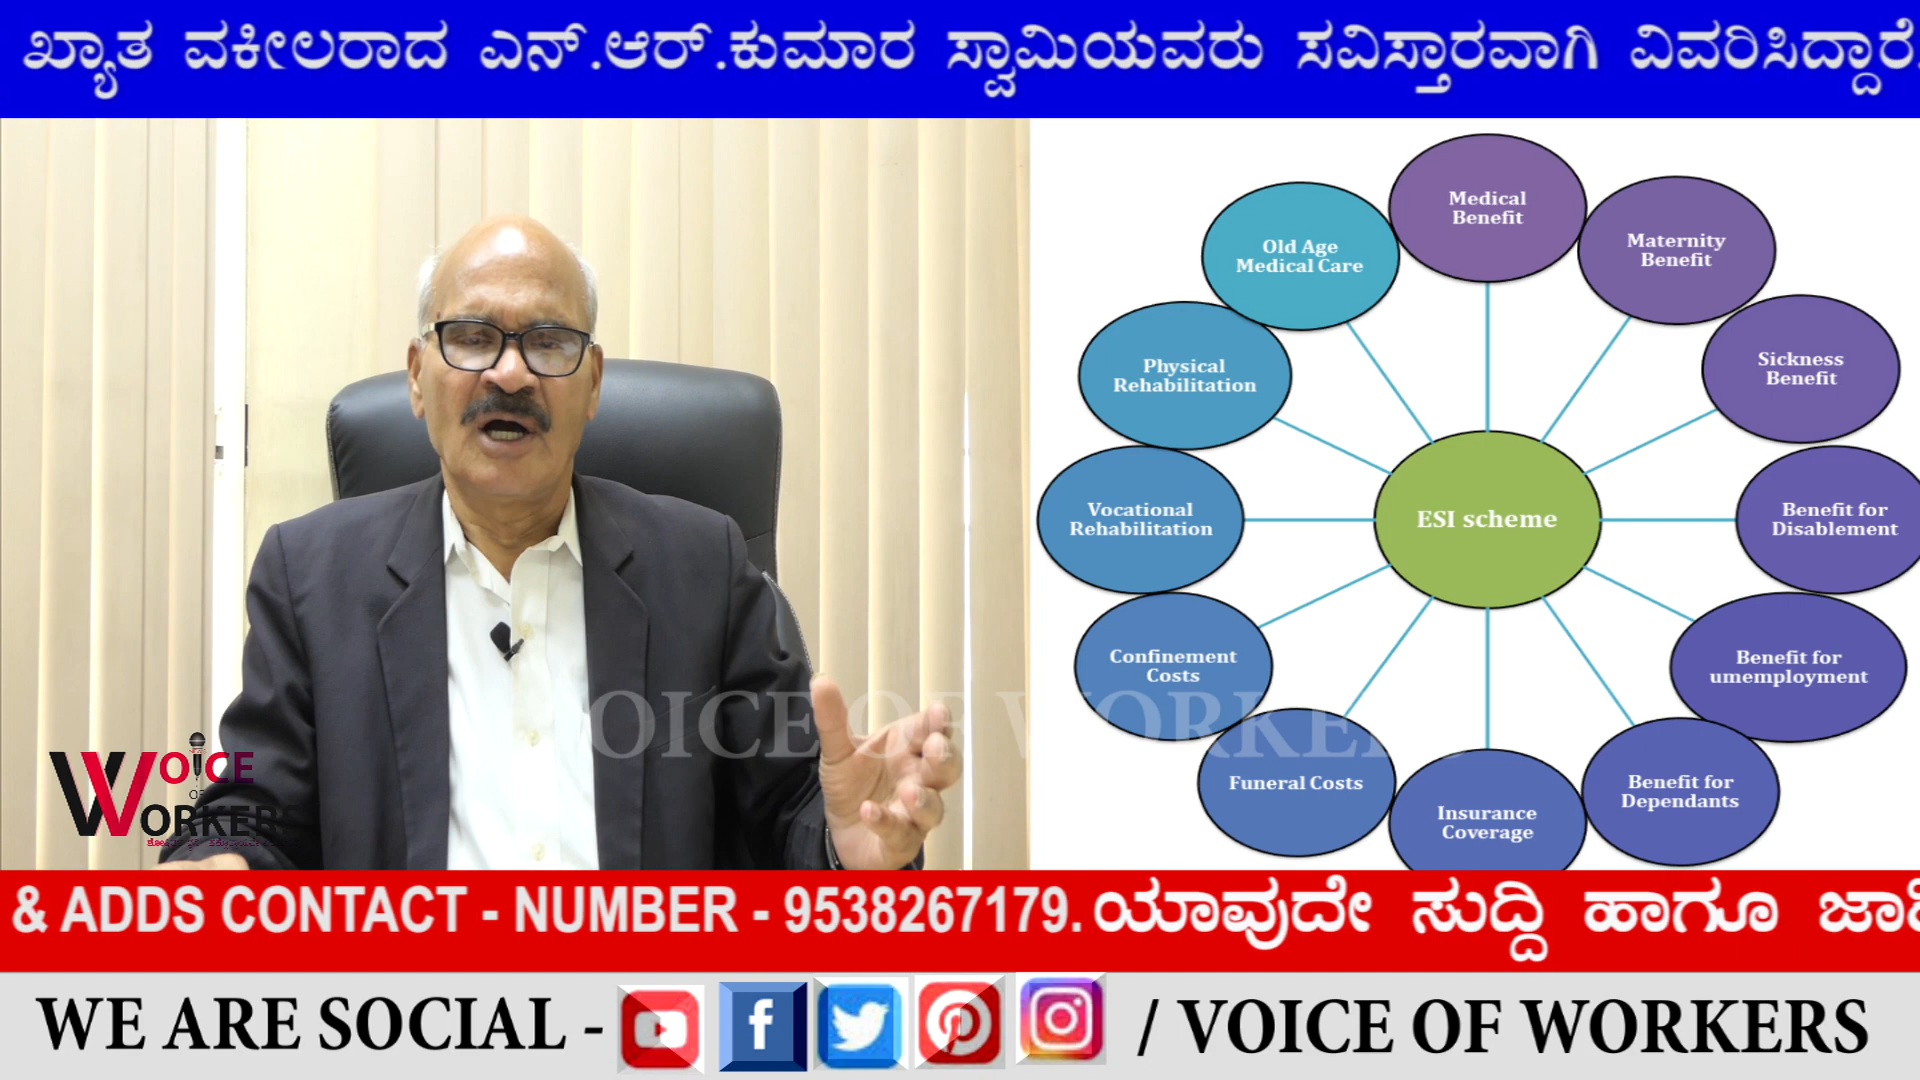 ಖ್ಯಾತ ವಕೀಲರಾದ ಎನ್.ಆರ್.ಕುಮಾರ ಸ್ವಾಮಿಯವರು ಸವಿಸ್ತಾರವಾಗಿ ವಿವರಿಸಿದ್ದಾರೆ.
Medical
Benefit
Maternity
Benefit
Sickness
Benefit
Benefit for
Disablement
Benefit for
umemployment
Benefit for
Dependants
Insurance
Coverage
Funeral Costs
Confinement
Costs
Vocational
Rehabilitation
Physical
Rehabilitation
Old Age
Medical Care
ESI scheme
VOICE OF WORKERS
VOICE
OF
WORKERS
& ADDS CONTACT - NUMBER - 9538267179. ಯಾವುದೇ ಸುದ್ದಿ ಹಾಗೂ
WE ARE SOCIAL - / VOICE OF WORKERS